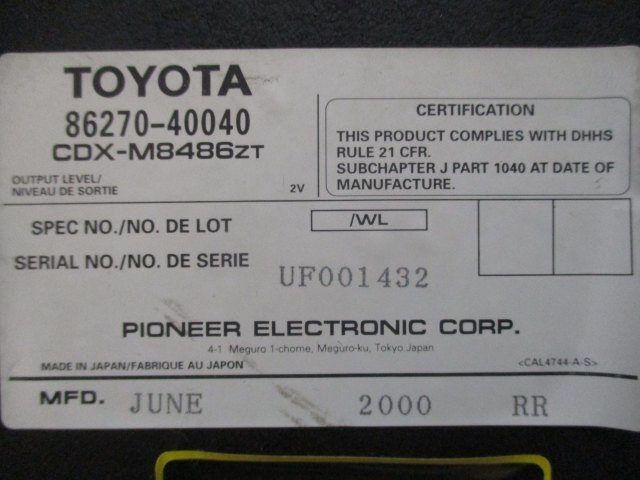 TOYOTA
86270-40040
CDX-M8486ZT
OUTPUT LEVEL/
NIVEAU DE SORTIE 2V
CERTIFICATION
THIS PRODUCT COMPLIES WITH DHHS
RULE 21 CFR.
SUBCHAPTER J PART 1040 AT DATE OF
MANUFACTURE.
SPEC NO./NO. DE LOT /WL
SERIAL NO./NO. DE SERIE UF001432
PIONEER ELECTRONIC CORP.
4-1 Meguro 1-chome, Meguro-ku, Tokyo Japan
MADE IN JAPAN/FABRIQUE AU JAPON <CAL4744-A-S>
MFD. JUNE 2000 RR